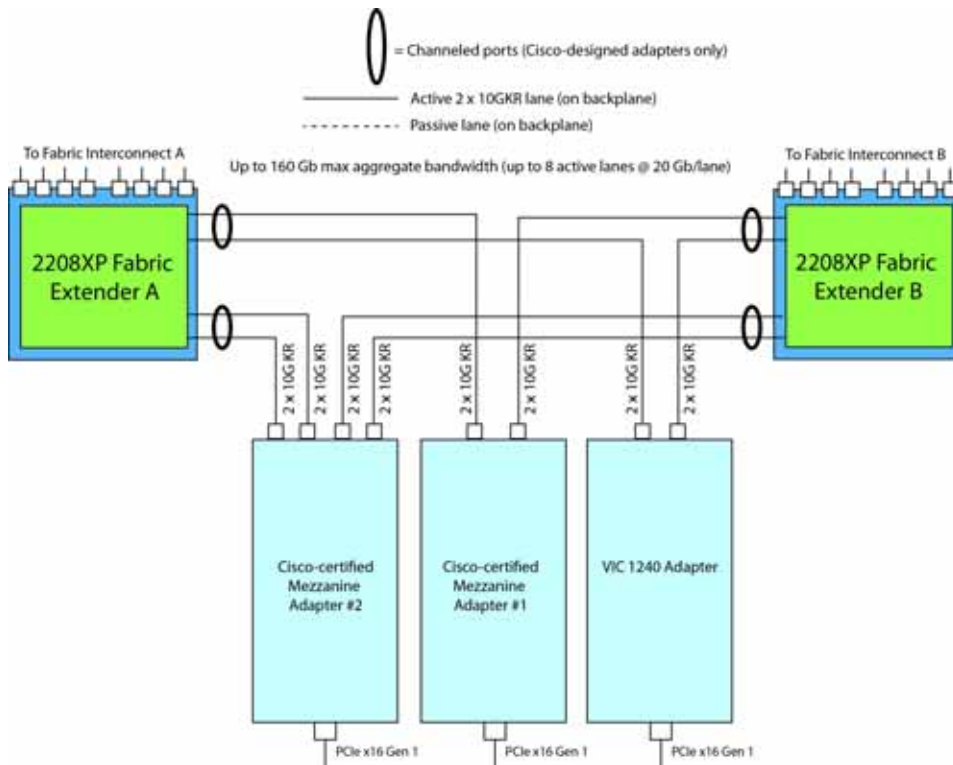 = Channeled ports (Cisco-designed adapters only)
Active 2 x 10GKR lane (on backplane)
Passive lane (on backplane)
To Fabric Interconnect A
Up to 160 Gb max aggregate bandwidth (up to 8 active lanes @ 20 Gb/lane)
To Fabric Interconnect B
2208XP Fabric
Extender A
2208XP Fabric
Extender B
2 x 10G KR
2 x 10G KR
2 x 10G KR
2 x 10G KR
2 x 10G KR
2 x 10G KR
2 x 10G KR
2 x 10G KR
Cisco-certified
Mezzanine
Adapter #2
Cisco-certified
Mezzanine
Adapter #1
VIC 1240 Adapter
PCIe x16 Gen 1
PCIe x16 Gen 1
PCIe x16 Gen 1